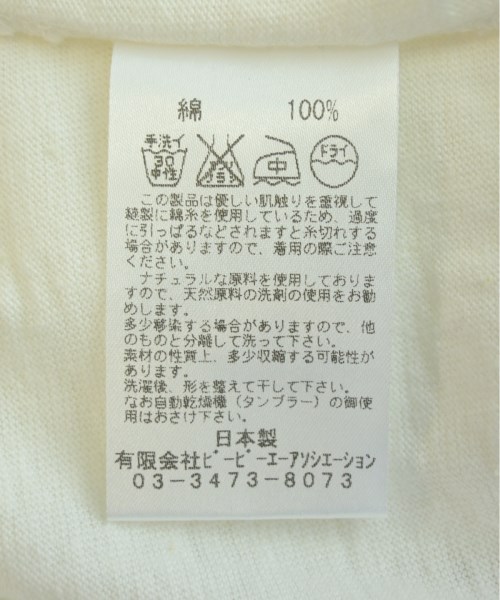 綿 100%
手洗イ 30 中性 エンソサラシ 中 ドライ
この製品は優しい肌触りを重視して
縫製に綿糸を使用しているため、過度
に引っぱるなどされますと糸切れする
場合がありますので、着用の際ご注意
ください。
ナチュラルな原料を使用しておりま
すので、天然原料の洗剤の使用をお勧
めします。
多少移染する場合がありますので、他
のものと分離して洗って下さい。
素材の性質上、多少収縮する可能性が
あります。
洗濯後、形を整えて干して下さい。
なお自動乾燥機（タンブラー）の御使
用はおさけ下さい。
日本製
有限会社ビーピーエーアソシエーション
03-3473-8073